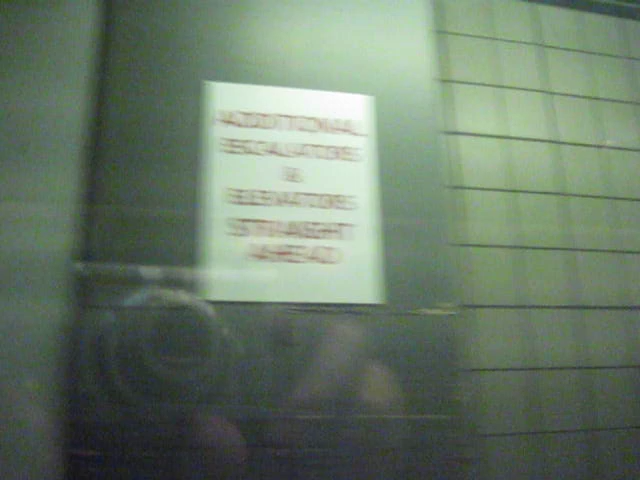 ADDITIONAL
ESCALATORS
&
ELEVATORS
STRAIGHT
AHEAD